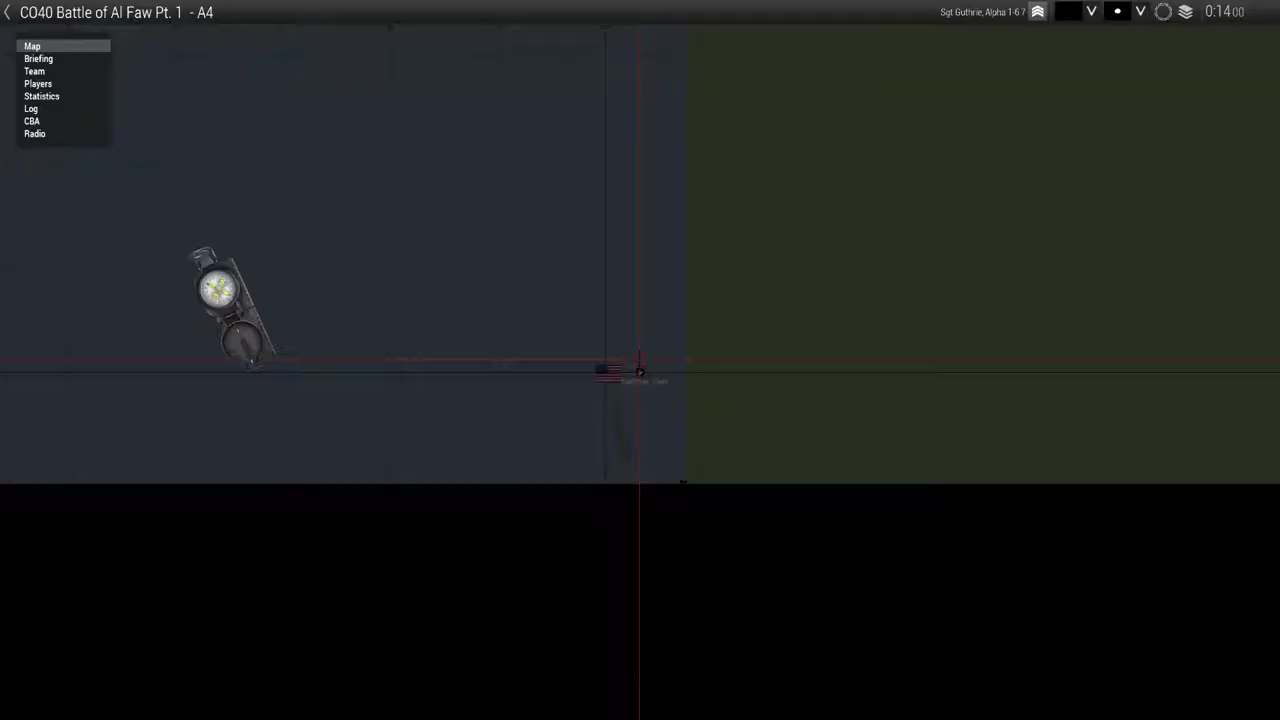 CO40 Battle of Al Faw Pt. 1 - A4
Sgt Guthrie, Alpha 1-6:7
0:14:00
Map
Briefing
Team
Players
Statistics
Log
CBA
Radio